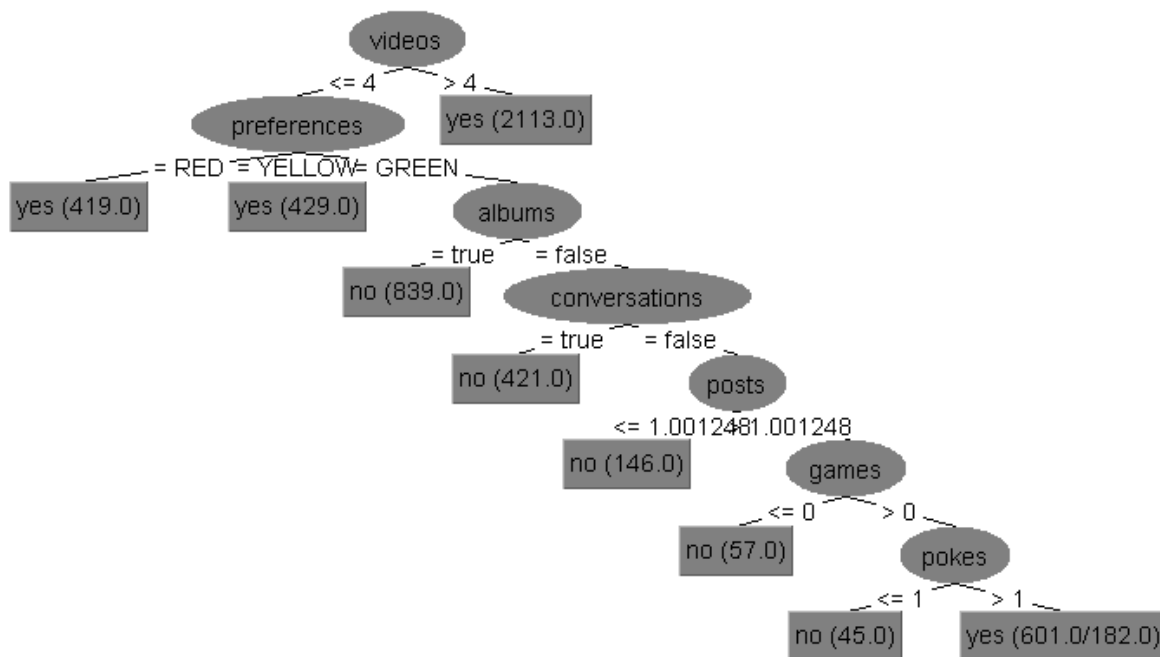 videos
<= 4
> 4
preferences
yes (2113.0)
= RED
= YELLOW
= GREEN
yes (419.0)
yes (429.0)
albums
= true
= false
no (839.0)
conversations
= true
= false
no (421.0)
posts
<= 1.001248
> 1.001248
no (146.0)
games
<= 0
> 0
no (57.0)
pokes
<= 1
> 1
no (45.0)
yes (601.0/182.0)